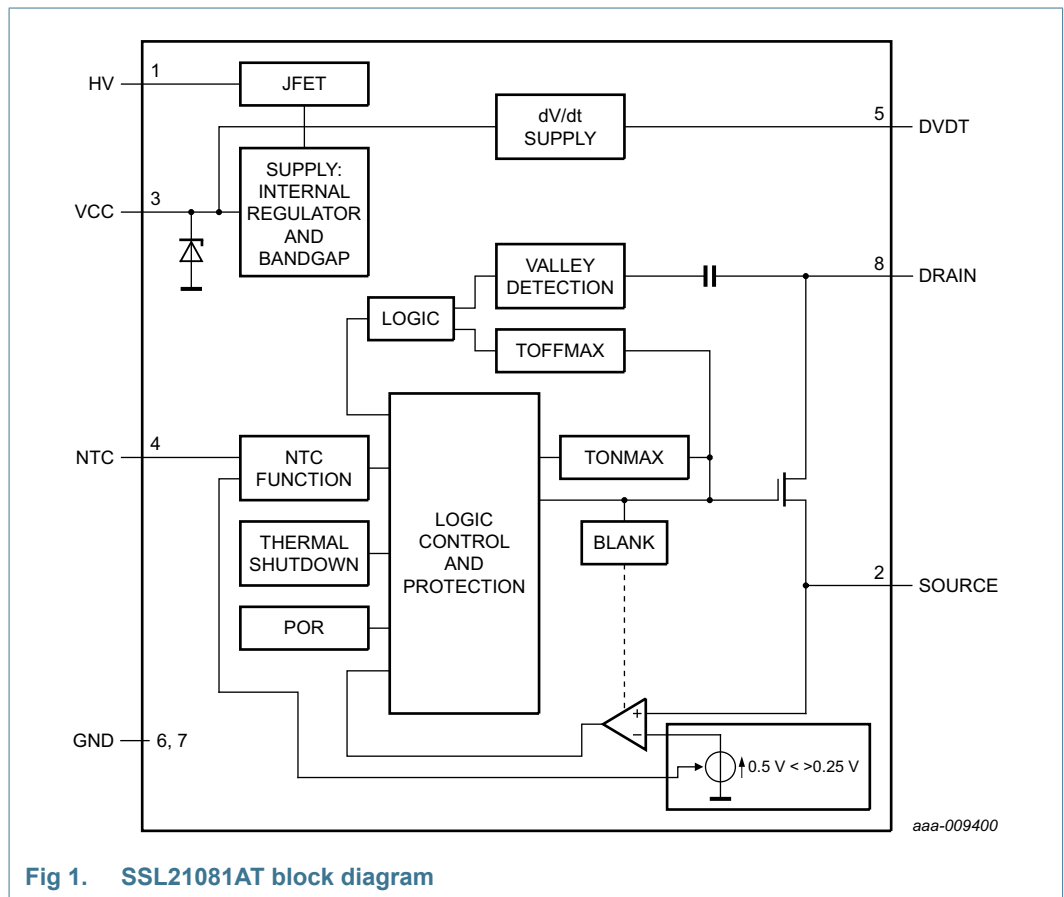 HV
1
JFET
dV/dt
SUPPLY
5
DVDT
SUPPLY:
INTERNAL
REGULATOR
AND
BANDGAP
VCC
3
VALLEY
DETECTION
8
DRAIN
LOGIC
TOFFMAX
NTC
4
NTC
FUNCTION
TONMAX
LOGIC
CONTROL
AND
PROTECTION
BLANK
THERMAL
SHUTDOWN
2
SOURCE
POR
+
−
GND
6, 7
0.5 V < >0.25 V
aaa-009400
Fig 1. SSL21081AT block diagram